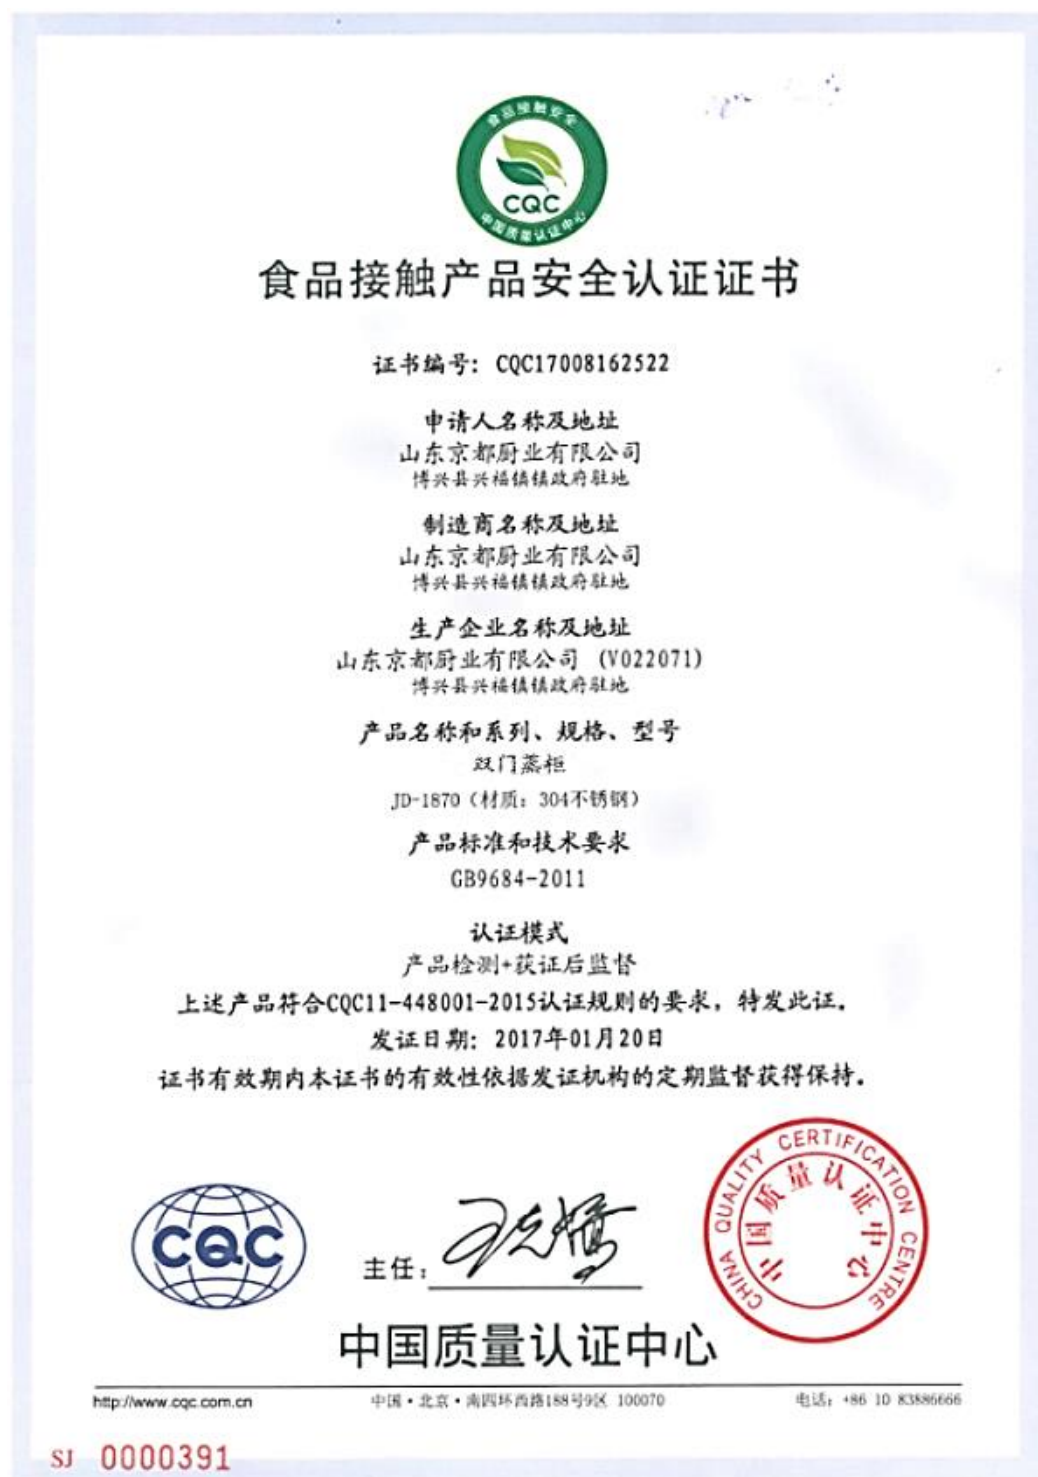 食品接触安全
CQC
中国质量认证中心
食品接触产品安全认证证书
证书编号：CQC17008162522
申请人名称及地址
山东京都厨业有限公司
博兴县兴福镇镇政府驻地
制造商名称及地址
山东京都厨业有限公司
博兴县兴福镇镇政府驻地
生产企业名称及地址
山东京都厨业有限公司 (V022071)
博兴县兴福镇镇政府驻地
产品名称和系列、规格、型号
双门蒸柜
JD-1870（材质：304不锈钢）
产品标准和技术要求
GB9684-2011
认证模式
产品检测+获证后监督
上述产品符合CQC11-448001-2015认证规则的要求，特发此证。
发证日期：2017年01月20日
证书有效期内本证书的有效性依据发证机构的定期监督获得保持。
CQC
主任：
CHINA QUALITY CERTIFICATION CENTRE
中国质量认证中心
中国质量认证中心
http://www.cqc.com.cn
中国·北京·南四环西路188号9区 100070
电话：+86 10 83886666
SJ 0000391